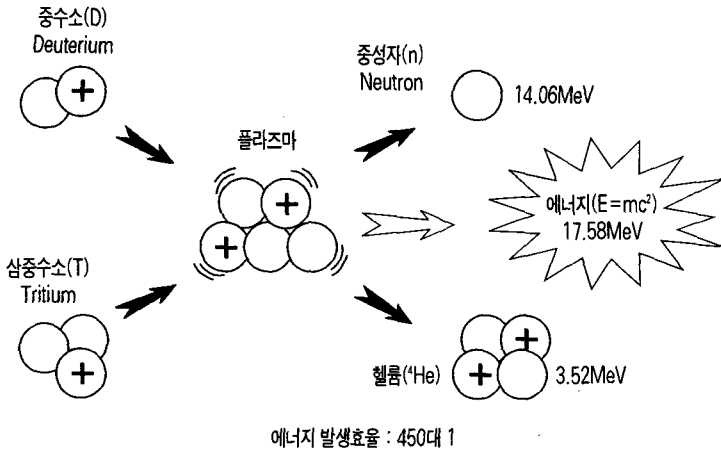 중수소(D)
Deuterium
중성자(n)
Neutron
14.06MeV
플라즈마
에너지(E=mc²)
17.58MeV
삼중수소(T)
Tritium
헬륨(⁴He)
3.52MeV
에너지 발생효율 : 450대 1